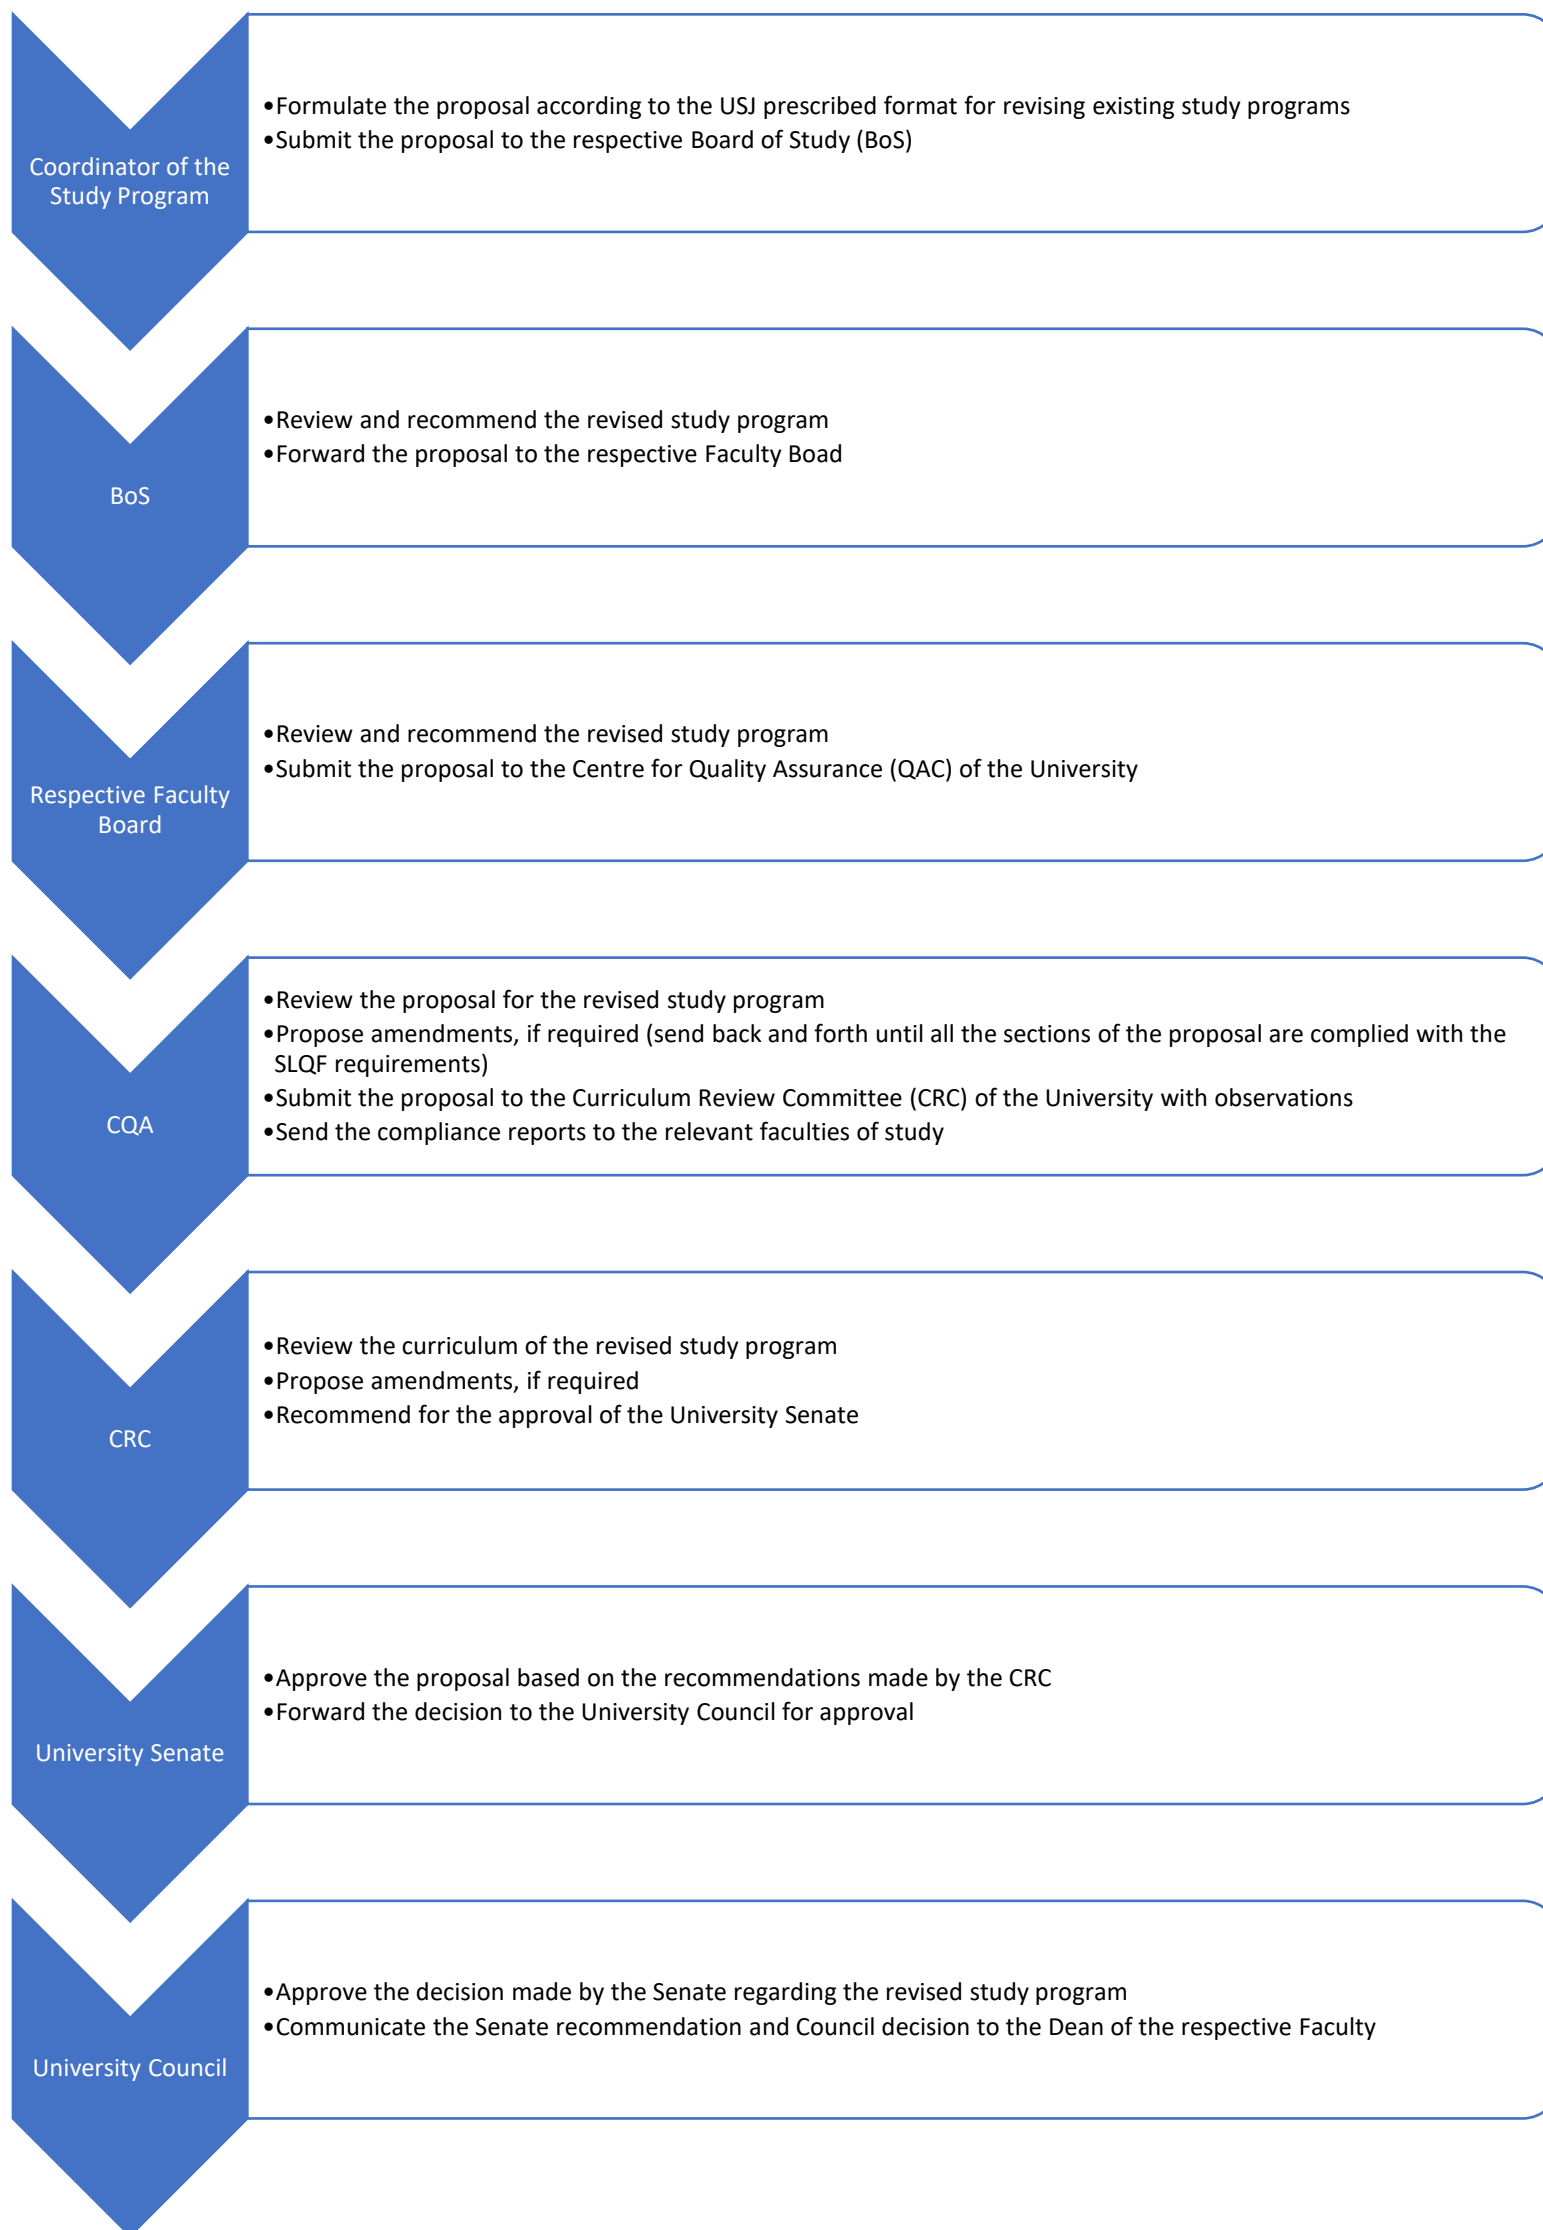 Coordinator of the
Study Program
•Formulate the proposal according to the USJ prescribed format for revising existing study programs
•Submit the proposal to the respective Board of Study (BoS)
BoS
•Review and recommend the revised study program
•Forward the proposal to the respective Faculty Boad
Respective Faculty
Board
•Review and recommend the revised study program
•Submit the proposal to the Centre for Quality Assurance (QAC) of the University
CQA
•Review the proposal for the revised study program
•Propose amendments, if required (send back and forth until all the sections of the proposal are complied with the
SLQF requirements)
•Submit the proposal to the Curriculum Review Committee (CRC) of the University with observations
•Send the compliance reports to the relevant faculties of study
CRC
•Review the curriculum of the revised study program
•Propose amendments, if required
•Recommend for the approval of the University Senate
University Senate
•Approve the proposal based on the recommendations made by the CRC
•Forward the decision to the University Council for approval
University Council
•Approve the decision made by the Senate regarding the revised study program
•Communicate the Senate recommendation and Council decision to the Dean of the respective Faculty